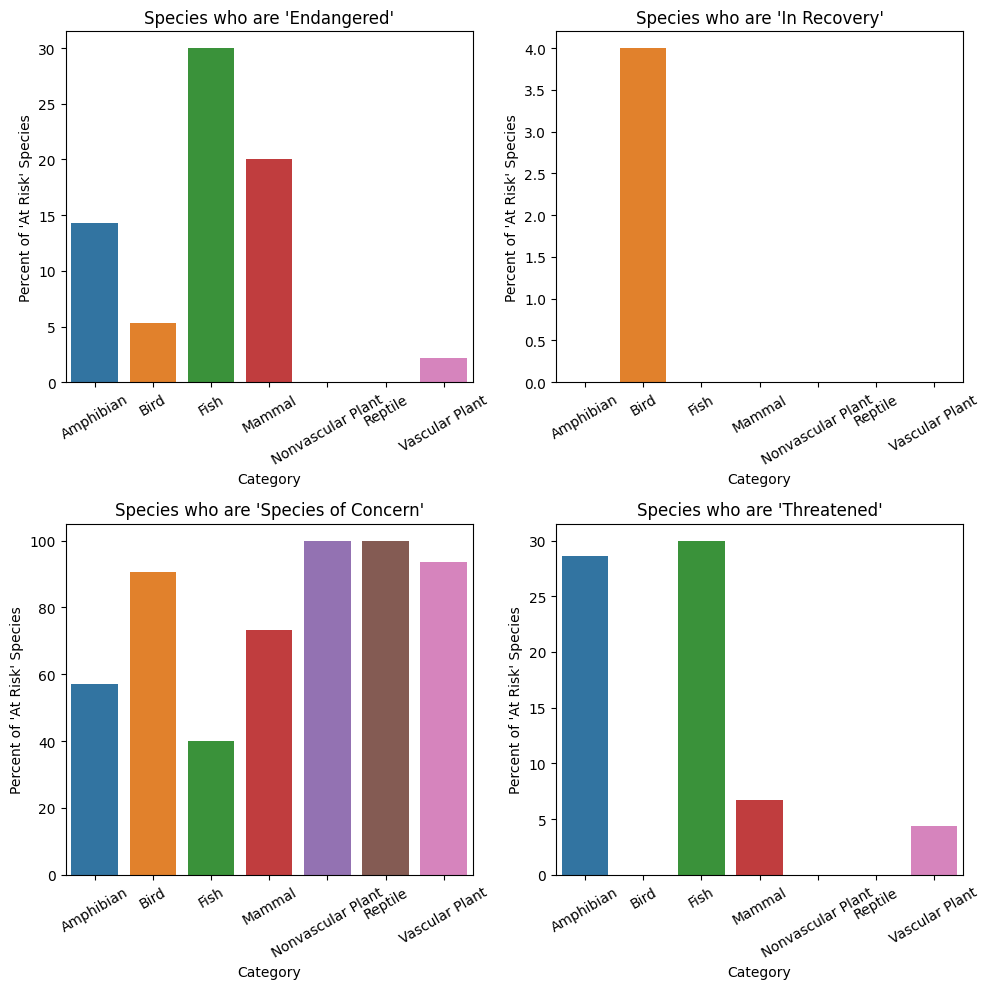 Species who are 'Endangered'
Percent of 'At Risk' Species
30
25
20
15
10
5
0
Amphibian
Bird
Fish
Mammal
Nonvascular Plant
Reptile
Vascular Plant
Category
Species who are 'In Recovery'
Percent of 'At Risk' Species
4.0
3.5
3.0
2.5
2.0
1.5
1.0
0.5
0.0
Amphibian
Bird
Fish
Mammal
Nonvascular Plant
Reptile
Vascular Plant
Category
Species who are 'Species of Concern'
Percent of 'At Risk' Species
100
80
60
40
20
0
Amphibian
Bird
Fish
Mammal
Nonvascular Plant
Reptile
Vascular Plant
Category
Species who are 'Threatened'
Percent of 'At Risk' Species
30
25
20
15
10
5
0
Amphibian
Bird
Fish
Mammal
Nonvascular Plant
Reptile
Vascular Plant
Category